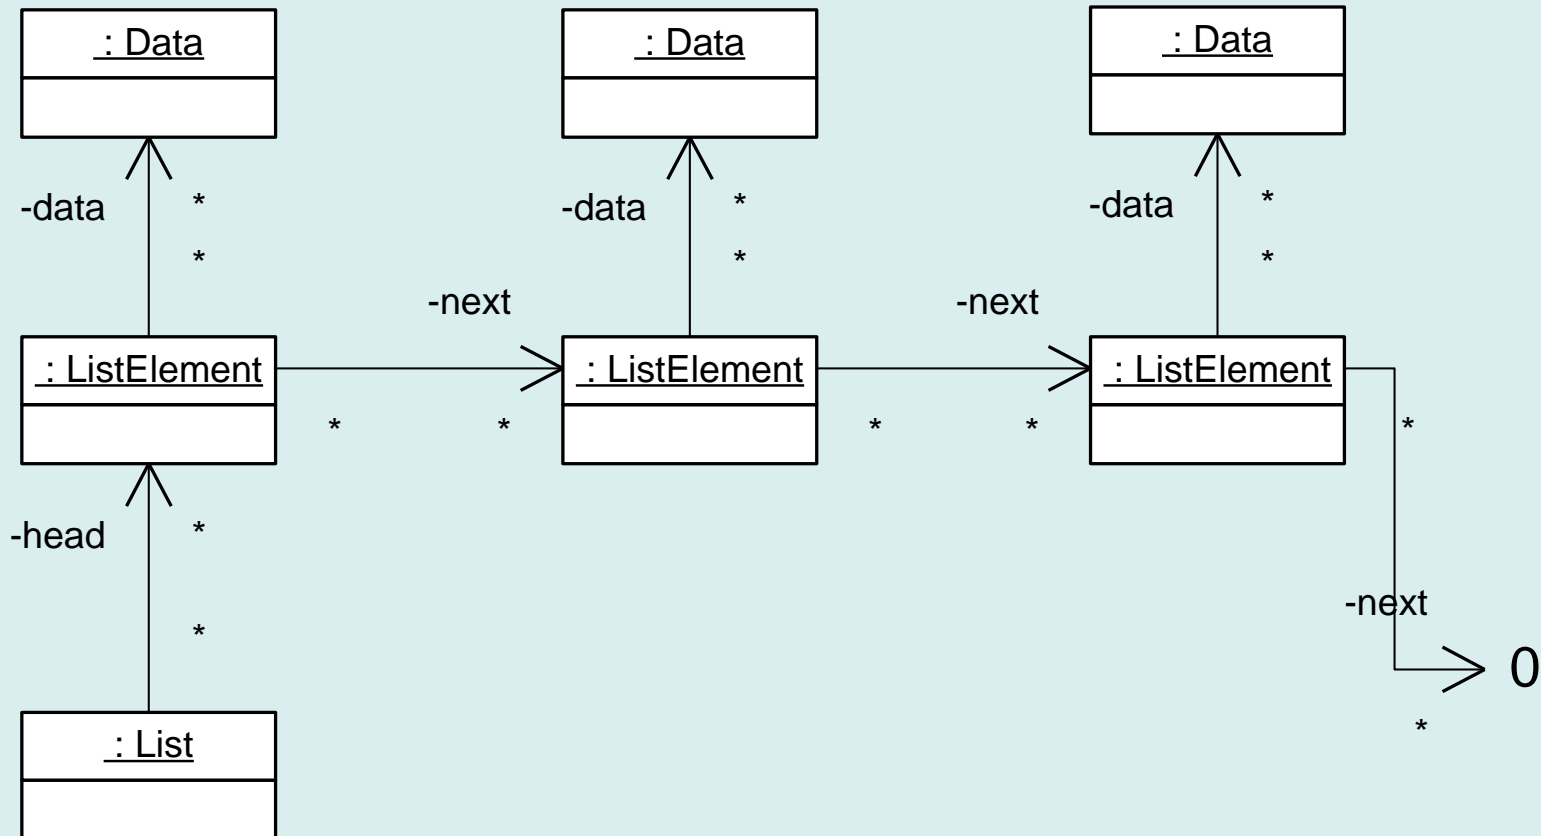 : Data
: Data
: Data
-data
*
-data
*
-data
*
*
*
*
-next
-next
: ListElement
: ListElement
: ListElement
*
*
*
*
*
-head
*
-next
*
0
*
: List